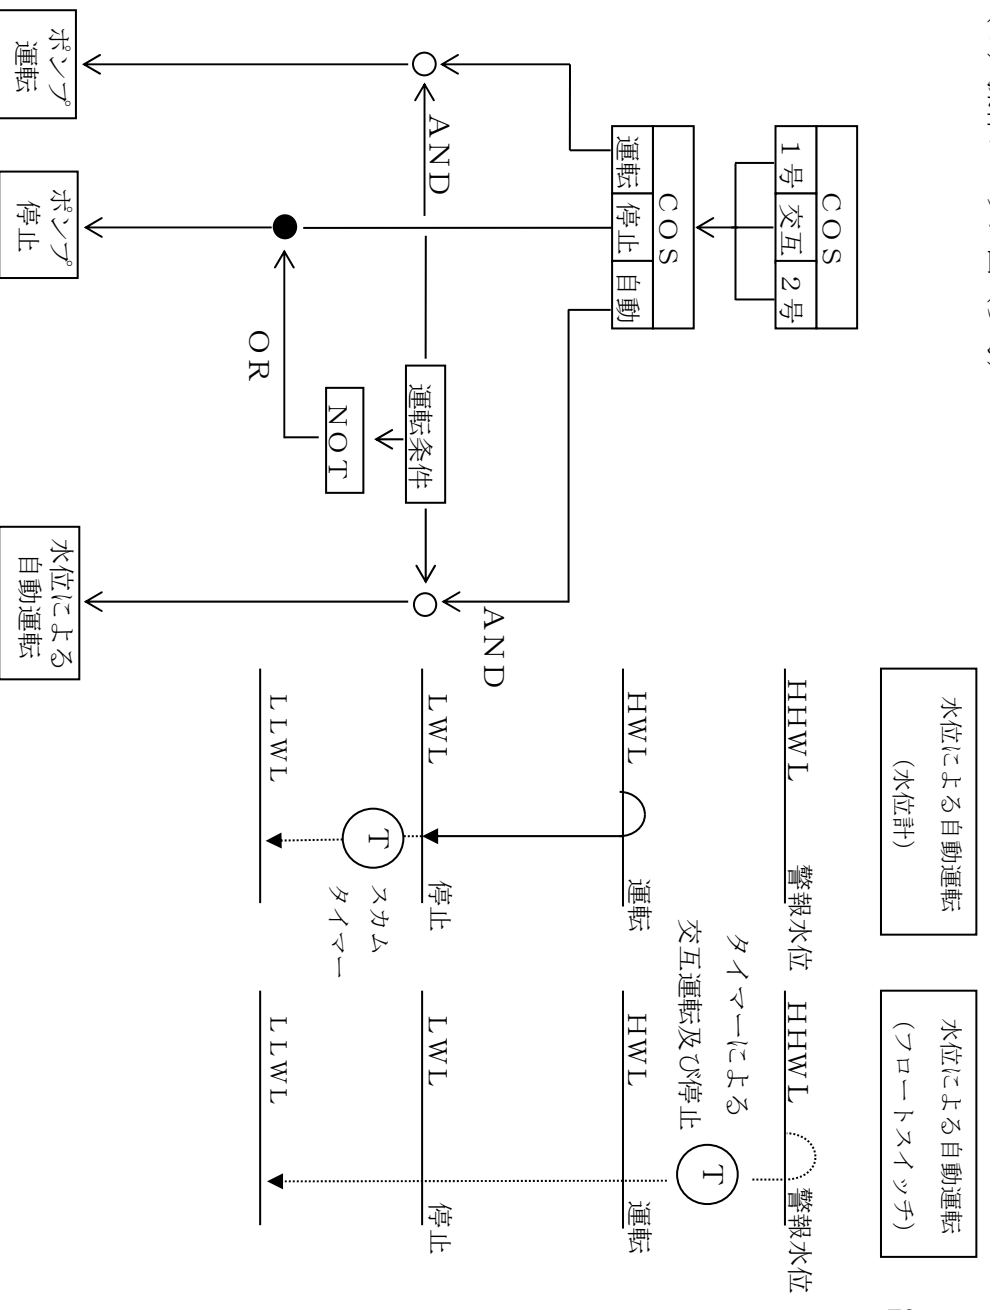 COS
1号 交互 2号
COS
運転 停止 自動
AND
AND
運転条件
NOT
OR
ポンプ
運転
ポンプ
停止
水位による
自動運転
水位による自動運転
(水位計)
HHWL 警報水位
HWL 運転
LWL 停止
T
スカム
タイマー
LLWL
水位による自動運転
(フロートスイッチ)
HHWL 警報水位
タイマーによる
交互運転及び停止
T
HWL 運転
LWL 停止
LLWL